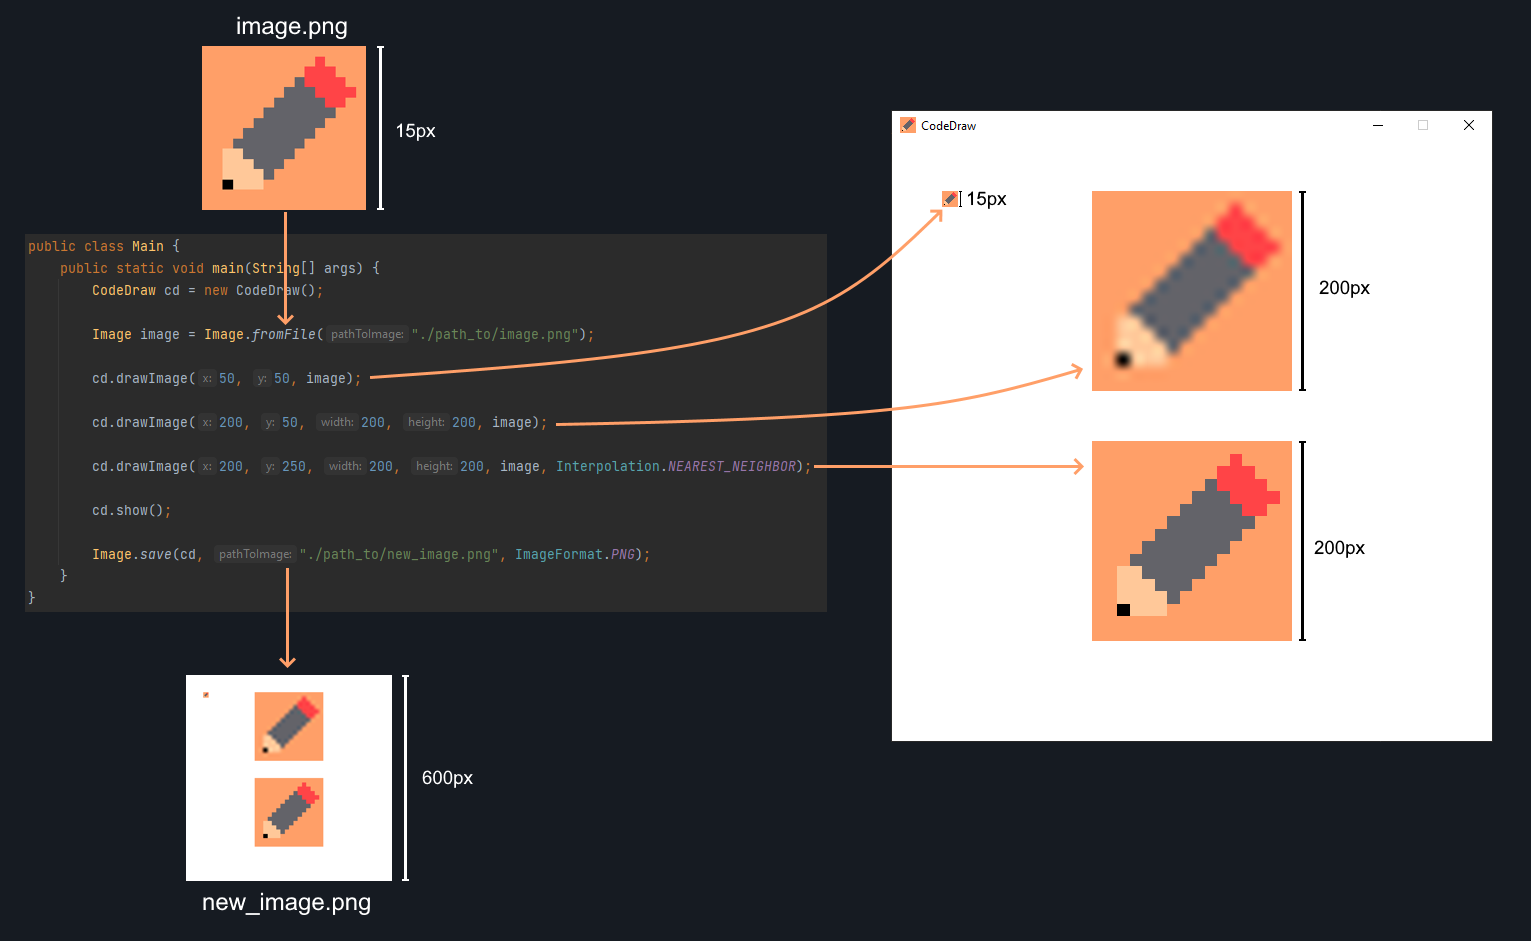 image.png
15px
public class Main {
public static void main(String[] args) {
CodeDraw cd = new CodeDraw();
Image image = Image.fromFile( pathToImage: "./path_to/image.png");
cd.drawImage( x: 50, y: 50, image);
cd.drawImage( x: 200, y: 50, width: 200, height: 200, image);
cd.drawImage( x: 200, y: 250, width: 200, height: 200, image, Interpolation.NEAREST_NEIGHBOR);
cd.show();
Image.save(cd, pathToImage: "./path_to/new_image.png", ImageFormat.PNG);
}
}
CodeDraw
15px
200px
200px
600px
new_image.png